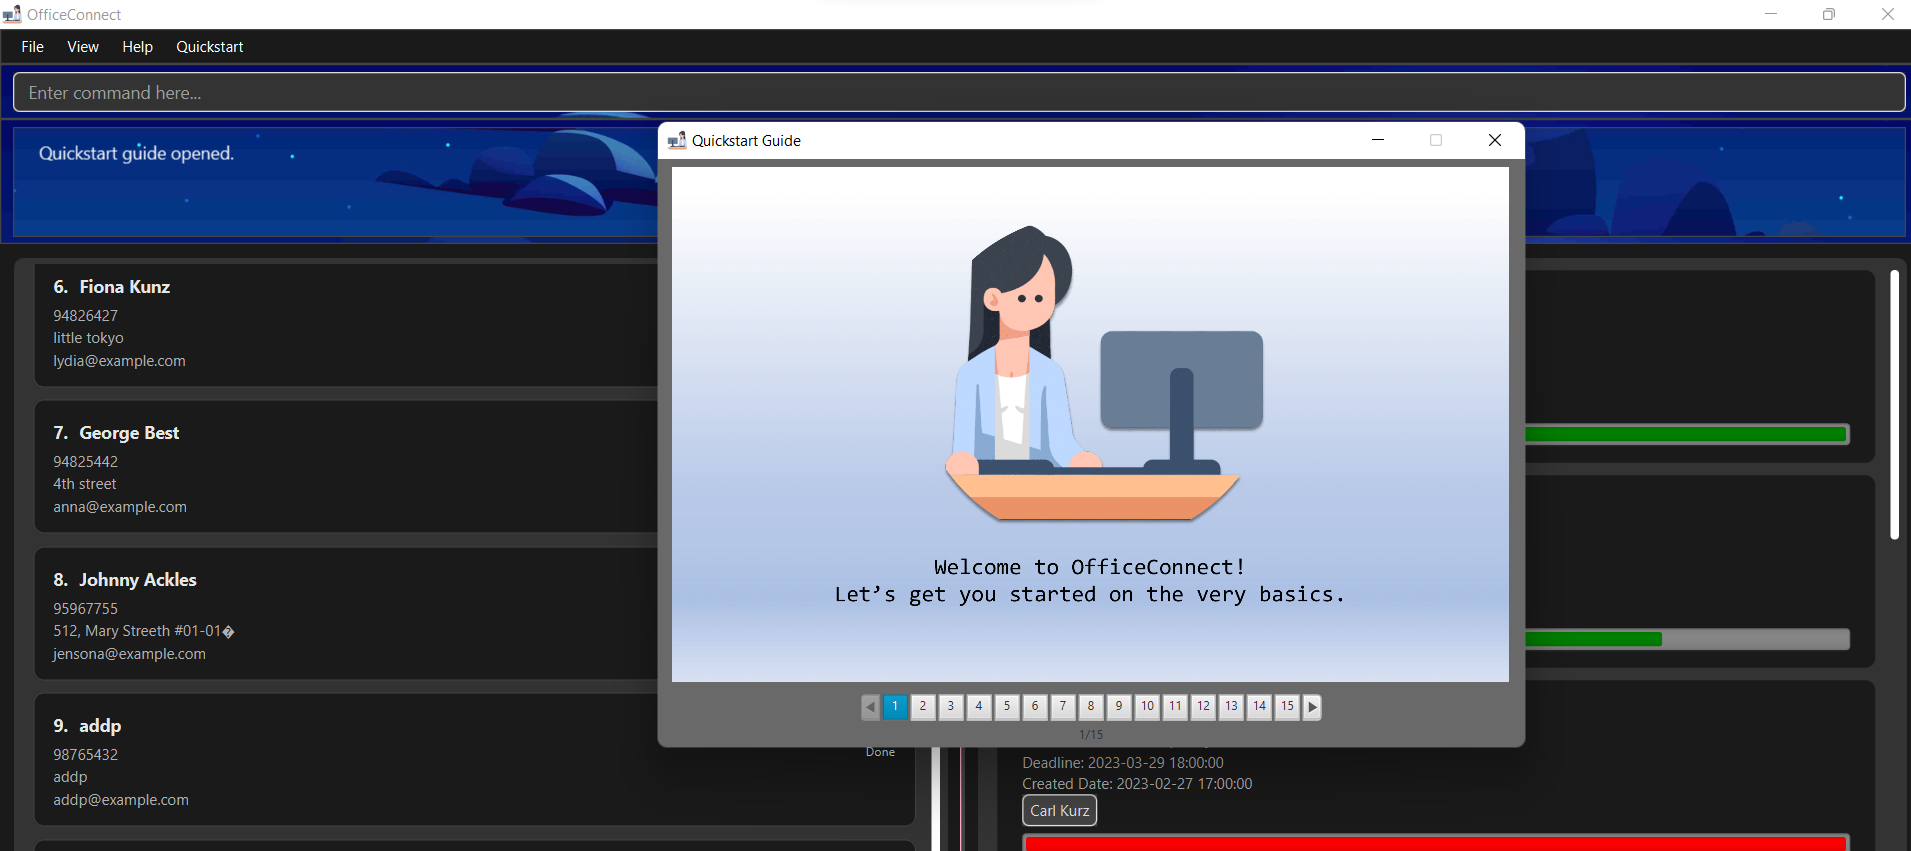 OfficeConnect
File View Help Quickstart
Enter command here...
Quickstart guide opened.
6. Fiona Kunz
94826427
little tokyo
lydia@example.com
7. George Best
94825442
4th street
anna@example.com
8. Johnny Ackles
95967755
512, Mary Streeth #01-01�
jensona@example.com
9. addp
98765432
addp
addp@example.com
Done
Quickstart Guide
Welcome to OfficeConnect!
Let’s get you started on the very basics.
1 2 3 4 5 6 7 8 9 10 11 12 13 14 15
1/15
Deadline: 2023-03-29 18:00:00
Created Date: 2023-02-27 17:00:00
Carl Kurz